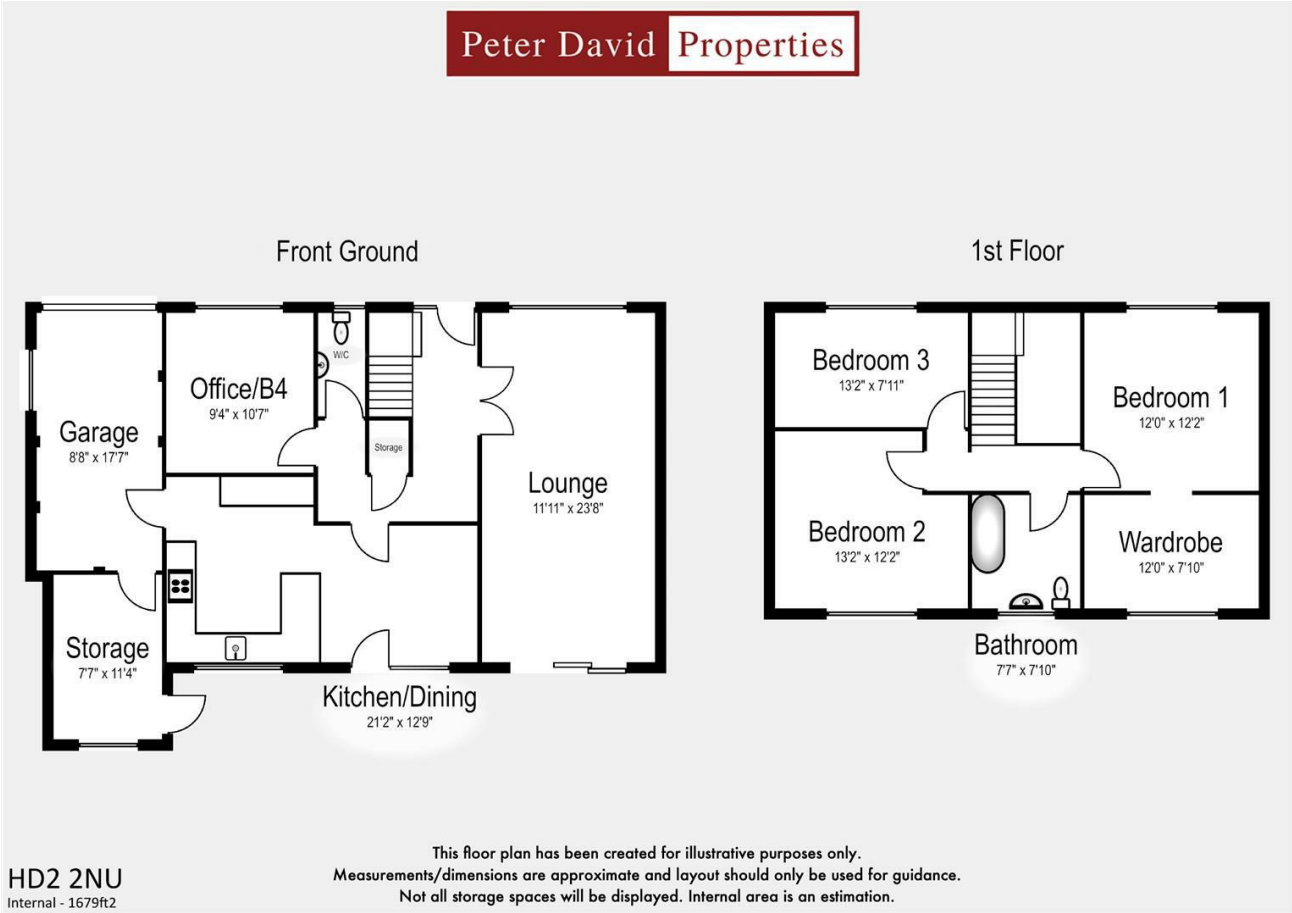 Peter David Properties
Front Ground
1st Floor
W/C
Office/B4
9'4" x 10'7"
Garage
8'8" x 17'7"
Storage
Lounge
11'11" x 23'8"
Storage
7'7" x 11'4"
Kitchen/Dining
21'2" x 12'9"
Bedroom 3
13'2" x 7'11"
Bedroom 1
12'0" x 12'2"
Bedroom 2
13'2" x 12'2"
Wardrobe
12'0" x 7'10"
Bathroom
7'7" x 7'10"
This floor plan has been created for illustrative purposes only.
Measurements/dimensions are approximate and layout should only be used for guidance.
Not all storage spaces will be displayed. Internal area is an estimation.
HD2 2NU
Internal - 1679ft2